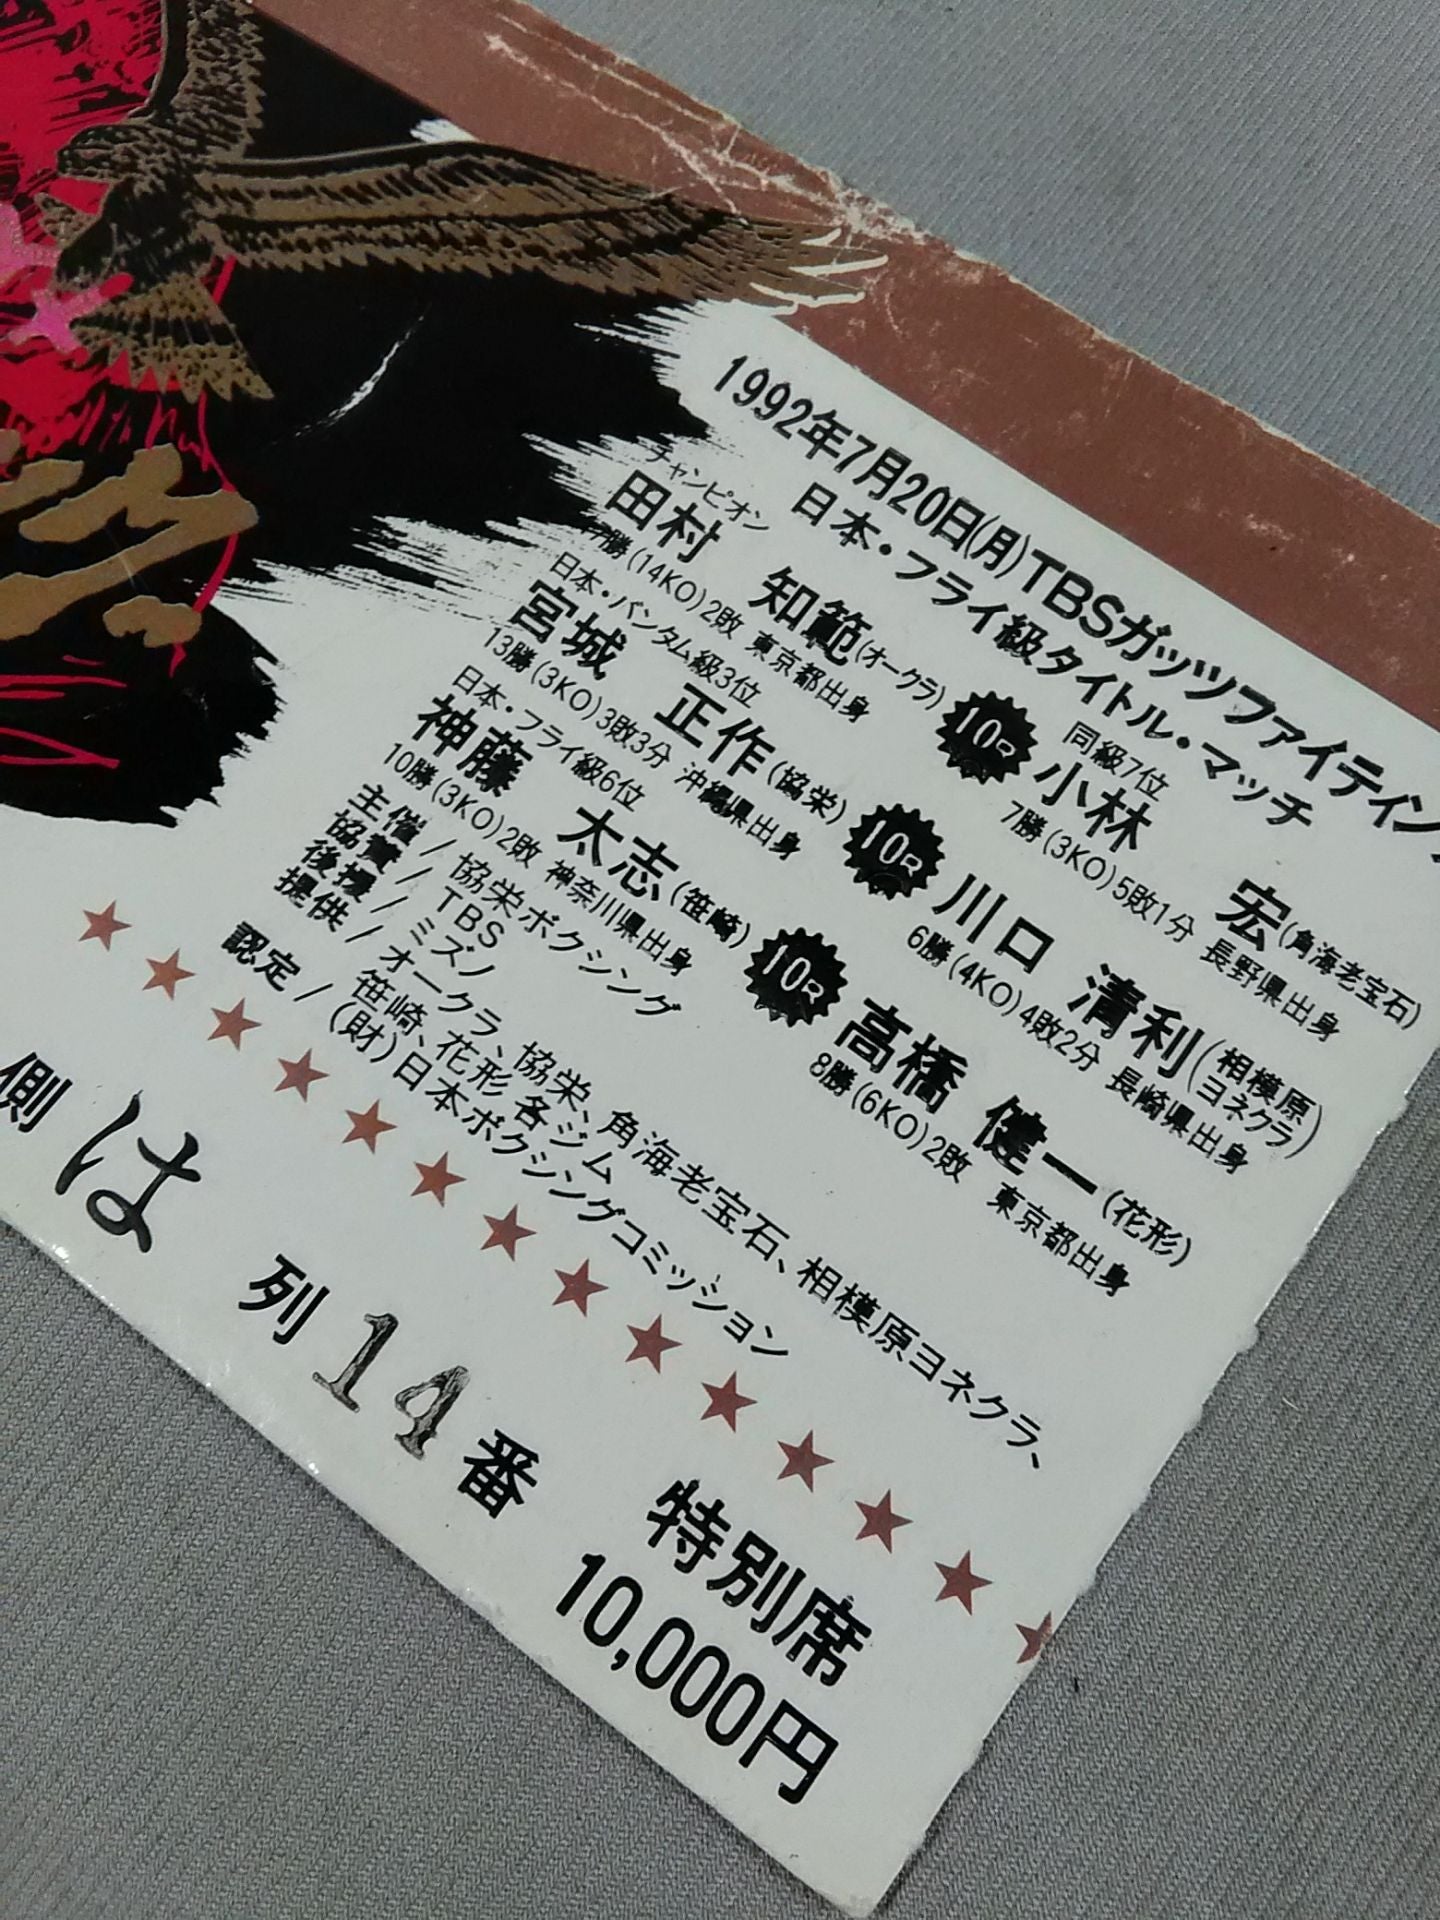 1992年7月20日(月)TBSガッツファイティング
日本・フライ級タイトル・マッチ
チャンピオン
田村 知範(オークラ) 10R 同級7位 小林 宏(角海老宝石)
勝(14KO)2敗 東京都出身 7勝(3KO)5敗1分 長野県出身
日本・バンタム級3位
宮城 正作(協栄) 10R 川口 清利(相模原ヨネクラ)
13勝(3KO)3敗3分 沖縄県出身 6勝(4KO)4敗2分 長崎県出身
日本・フライ級6位
神藤 太志(笹崎) 10R 高橋 健一(花形)
10勝(3KO)2敗 神奈川県出身 8勝(6KO)2敗 東京都出身
主催/協栄ボクシング
協賛/TBS
後援/ミズノ
提供/オークラ、協栄、角海老宝石、相模原ヨネクラ、
笹崎、花形各ジム
認定/(財)日本ボクシングコミッション
側 は 列 14 番 特別席
10,000円